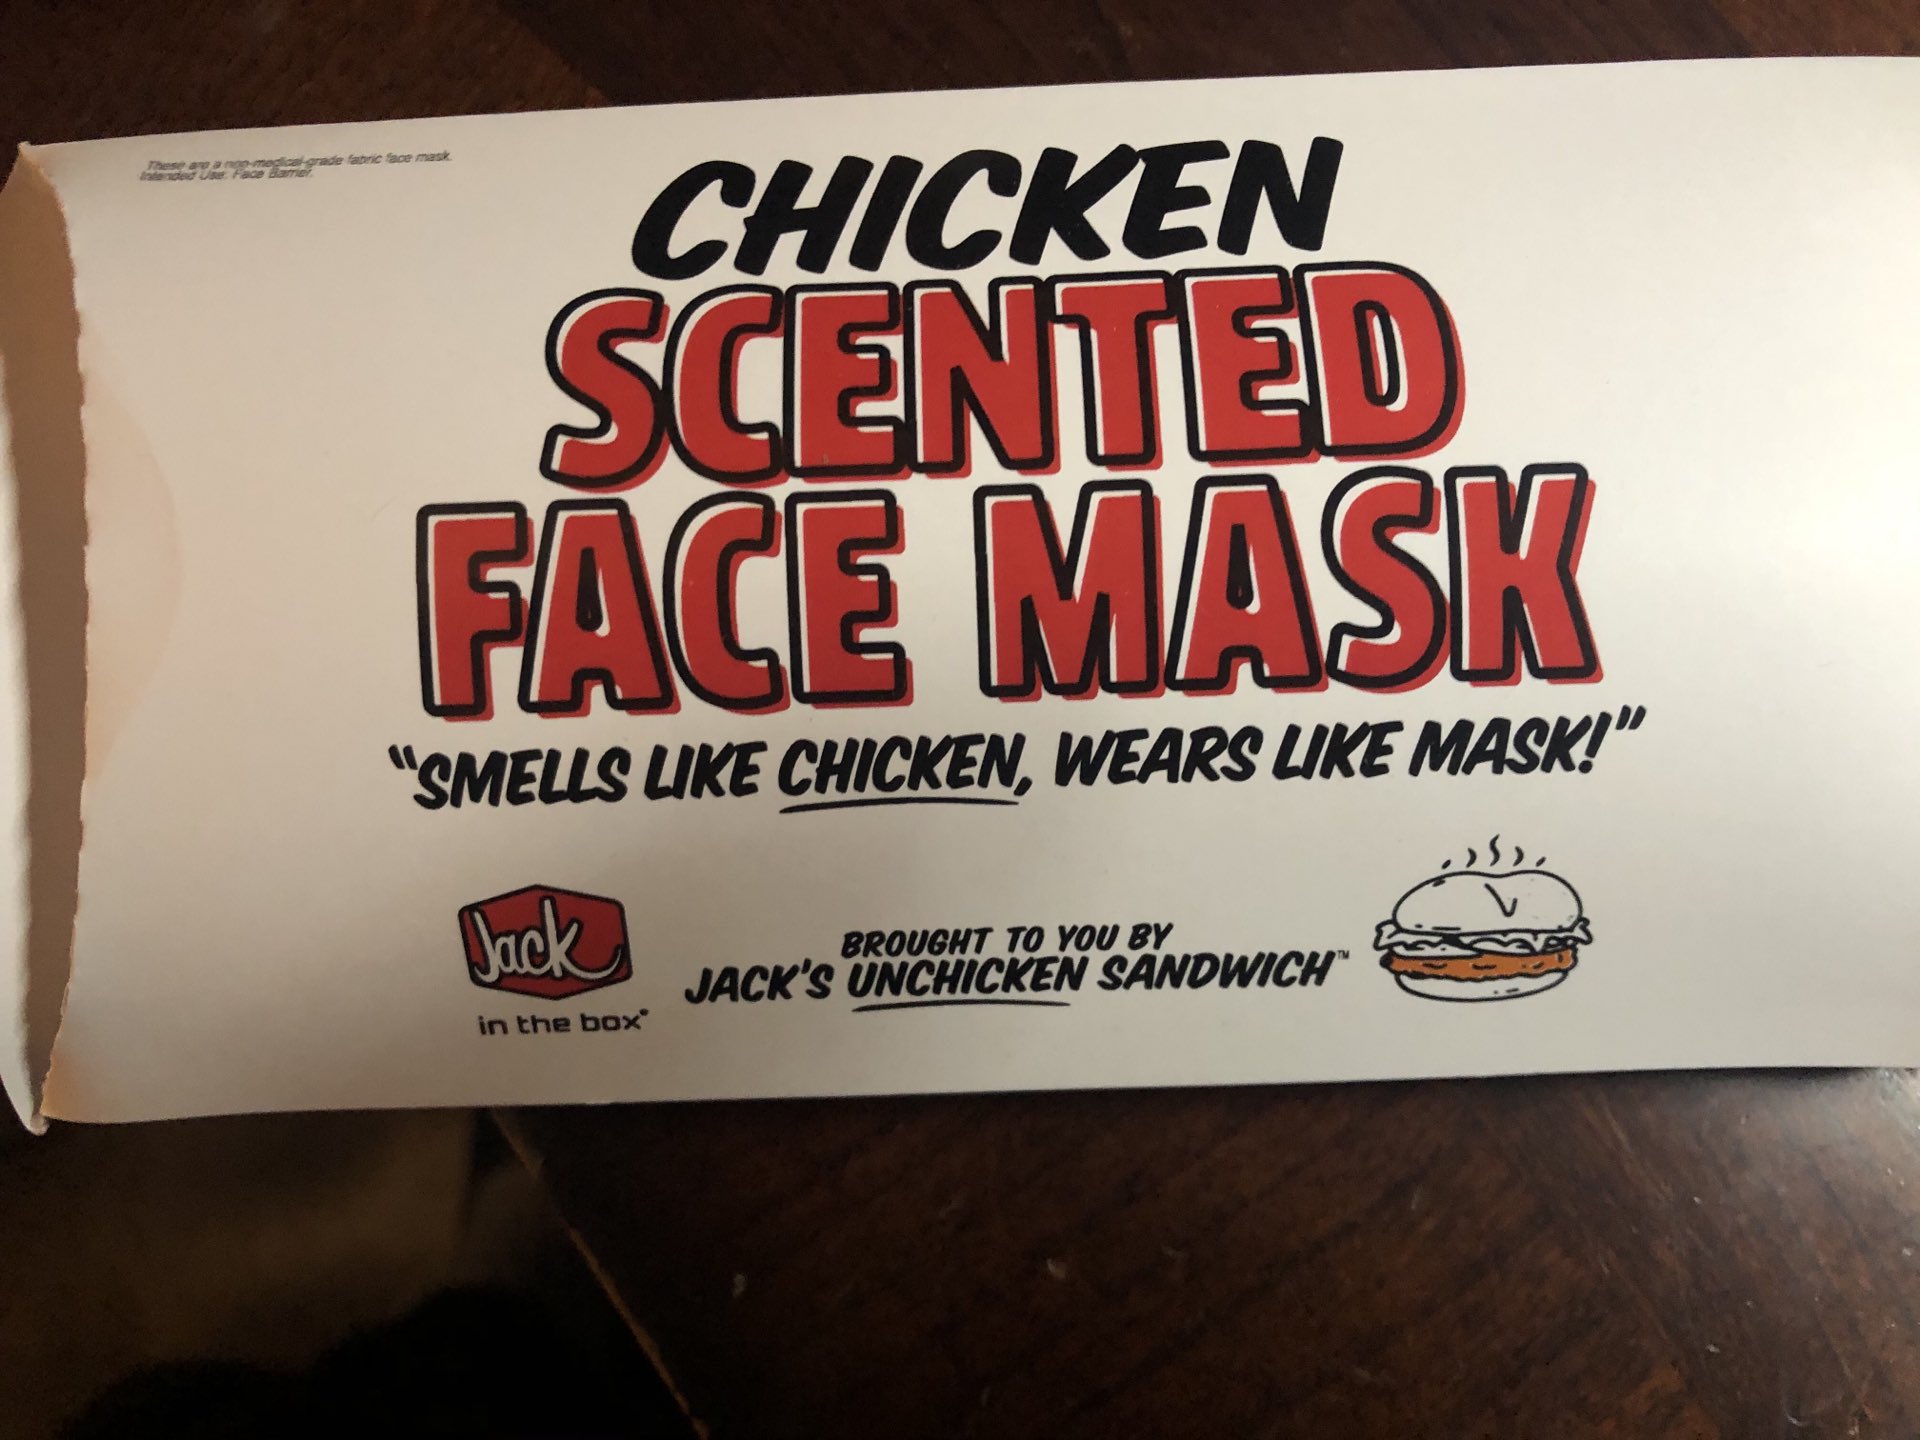 These are a non-medical-grade fabric face mask.
Intended Use: Face Barrier.
CHICKEN
SCENTED
FACE MASK
“SMELLS LIKE CHICKEN, WEARS LIKE MASK!”
Jack
in the box®
BROUGHT TO YOU BY
JACK'S UNCHICKEN SANDWICH™